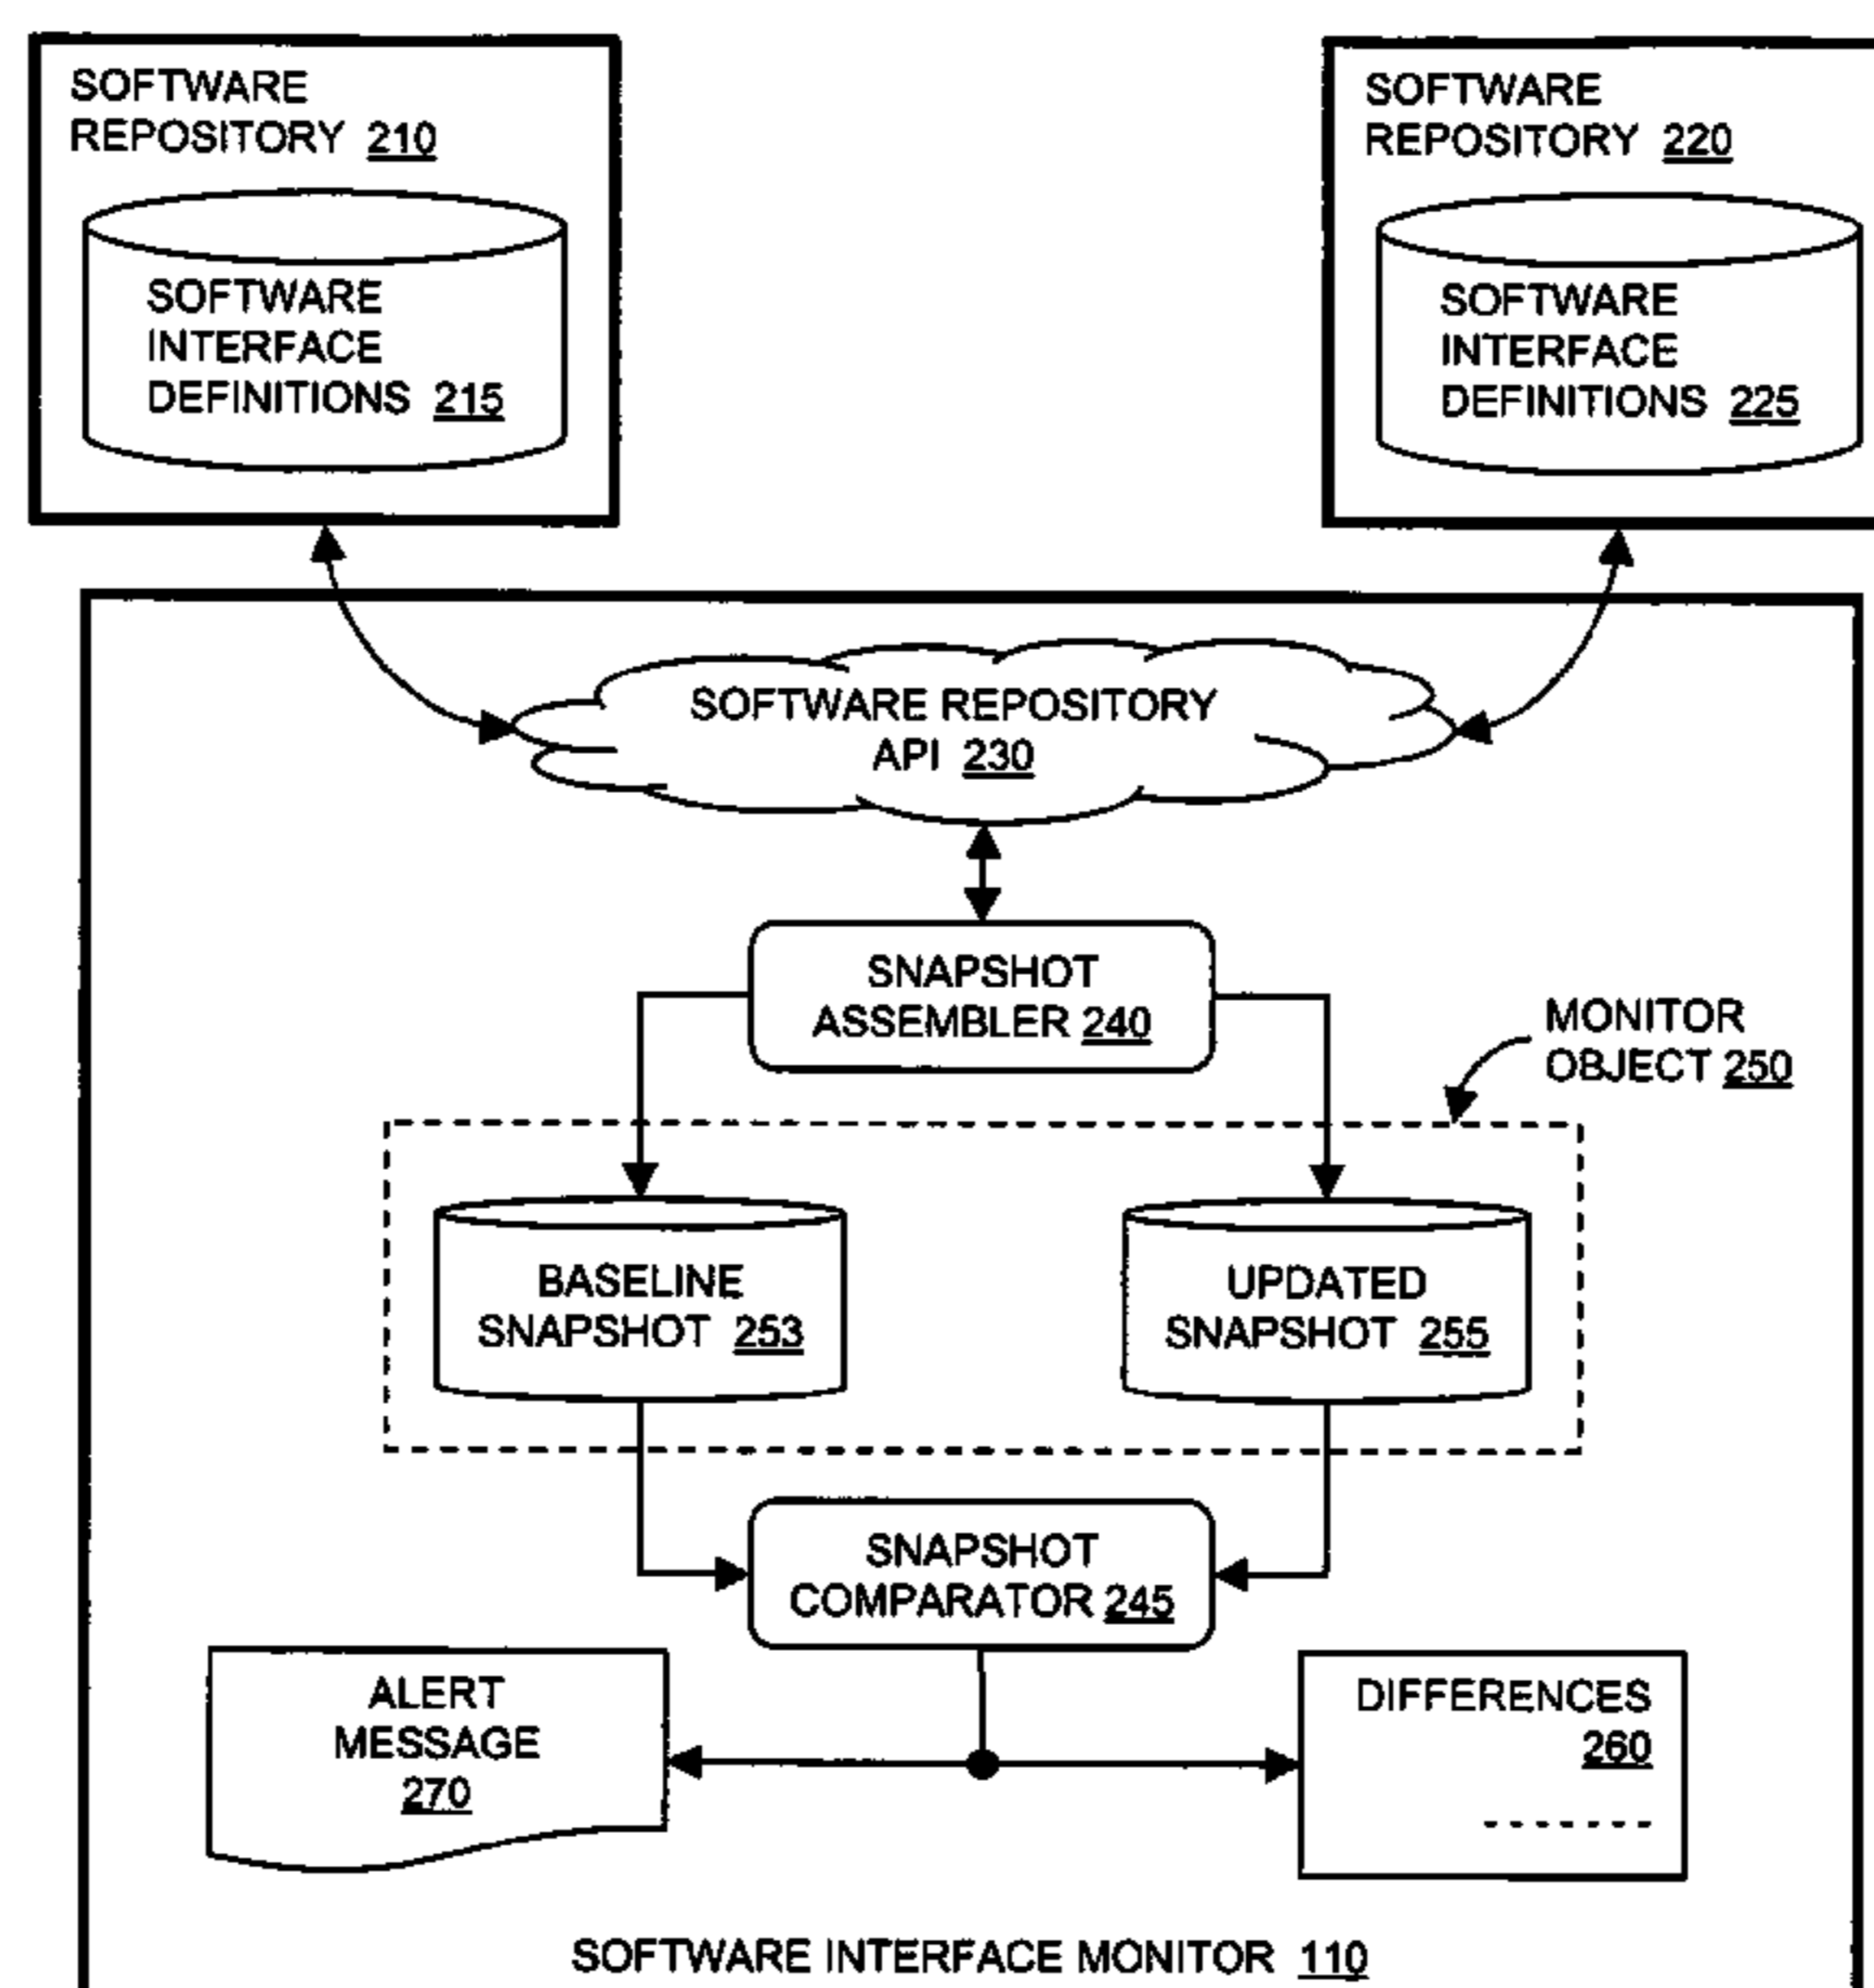 SOFTWARE
REPOSITORY 210
SOFTWARE
INTERFACE
DEFINITIONS 215
SOFTWARE
REPOSITORY 220
SOFTWARE
INTERFACE
DEFINITIONS 225
SOFTWARE REPOSITORY
API 230
SNAPSHOT
ASSEMBLER 240
MONITOR
OBJECT 250
BASELINE
SNAPSHOT 253
UPDATED
SNAPSHOT 255
SNAPSHOT
COMPARATOR 245
ALERT
MESSAGE
270
DIFFERENCES
260
SOFTWARE INTERFACE MONITOR 110